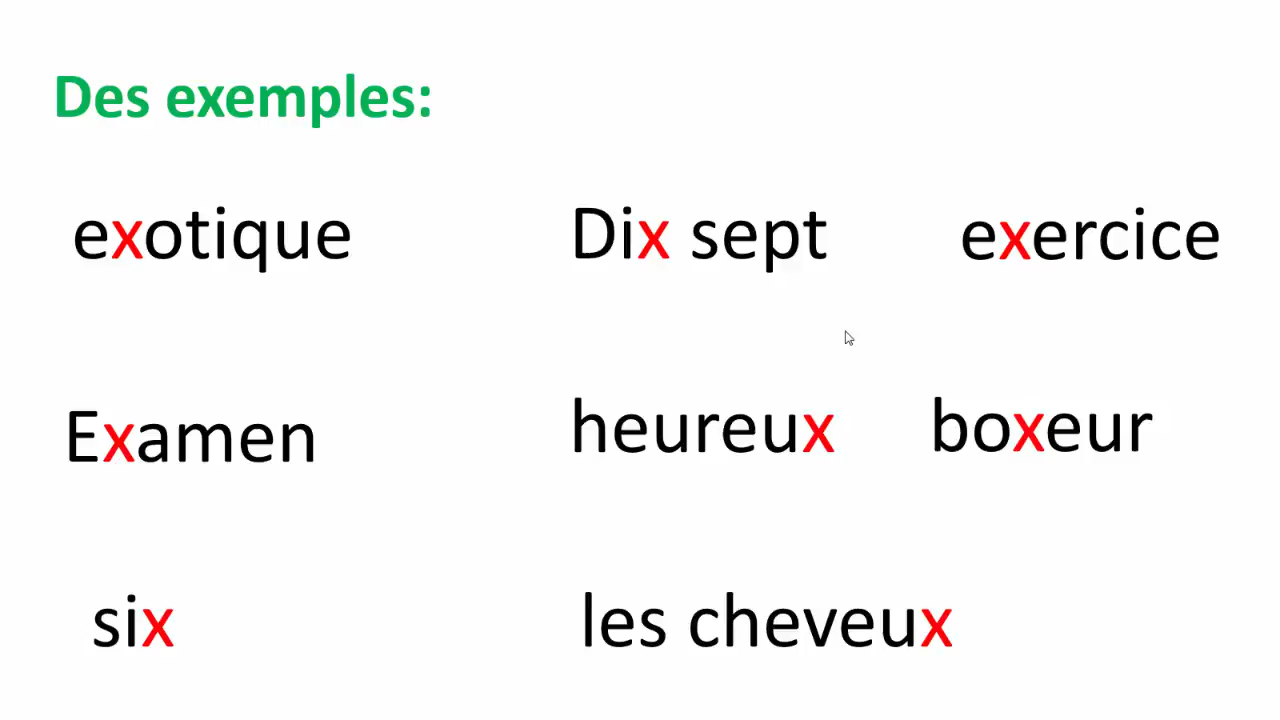 Des exemples:
exotique Dix sept exercice
Examen heureux boxeur
six les cheveux